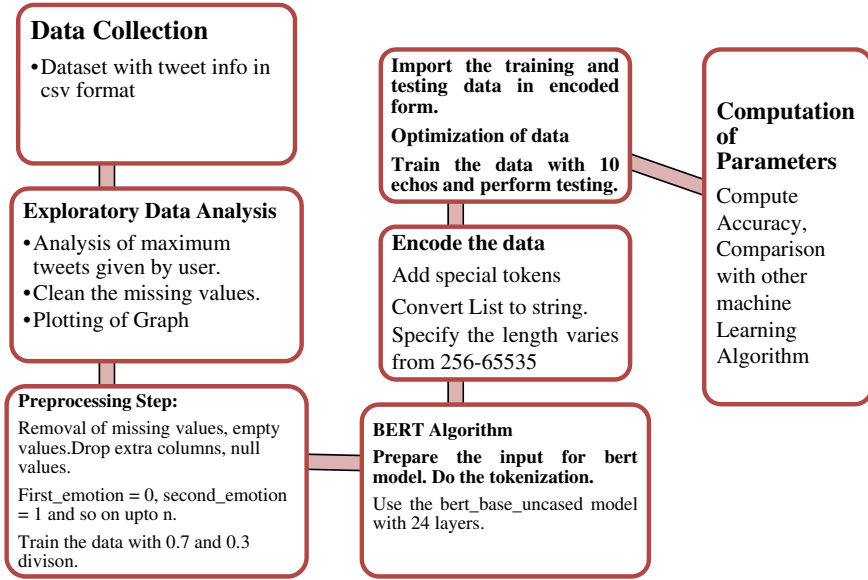 Data Collection
•Dataset with tweet info in
csv format
Exploratory Data Analysis
•Analysis of maximum
tweets given by user.
•Clean the missing values.
•Plotting of Graph
Preprocessing Step:
Removal of missing values, empty
values.Drop extra columns, null
values.
First_emotion = 0, second_emotion
= 1 and so on upto n.
Train the data with 0.7 and 0.3
divison.
BERT Algorithm
Prepare the input for bert
model. Do the tokenization.
Use the bert_base_uncased model
with 24 layers.
Encode the data
Add special tokens
Convert List to string.
Specify the length varies
from 256-65535
Import the training and
testing data in encoded
form.
Optimization of data
Train the data with 10
echos and perform testing.
Computation
of
Parameters
Compute
Accuracy,
Comparison
with other
machine
Learning
Algorithm